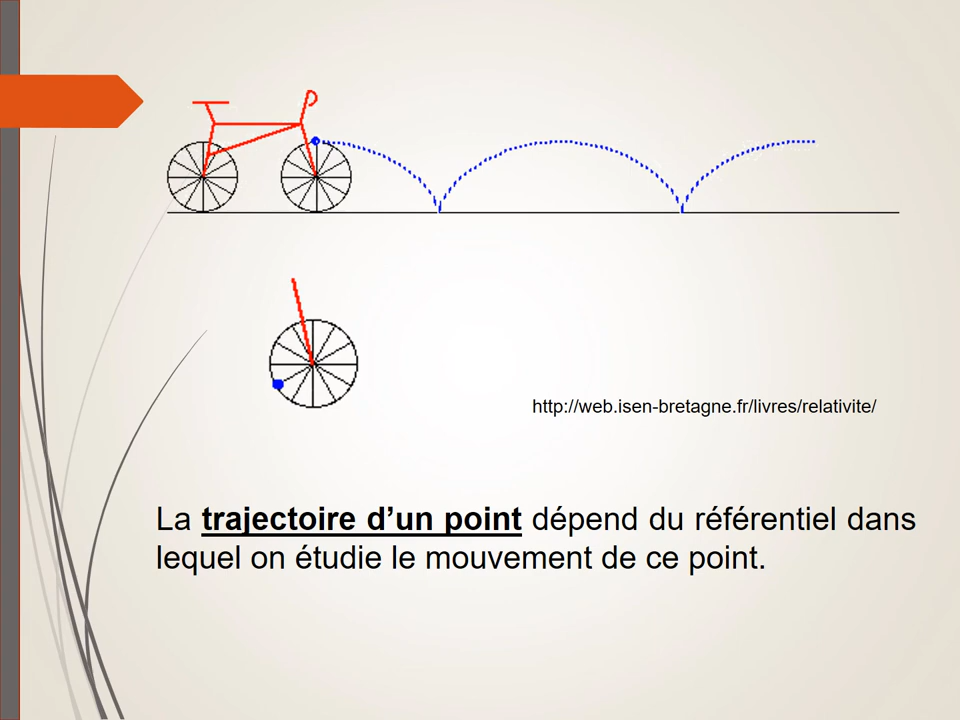 http://web.isen-bretagne.fr/livres/relativite/
La trajectoire d’un point dépend du référentiel dans
lequel on étudie le mouvement de ce point.